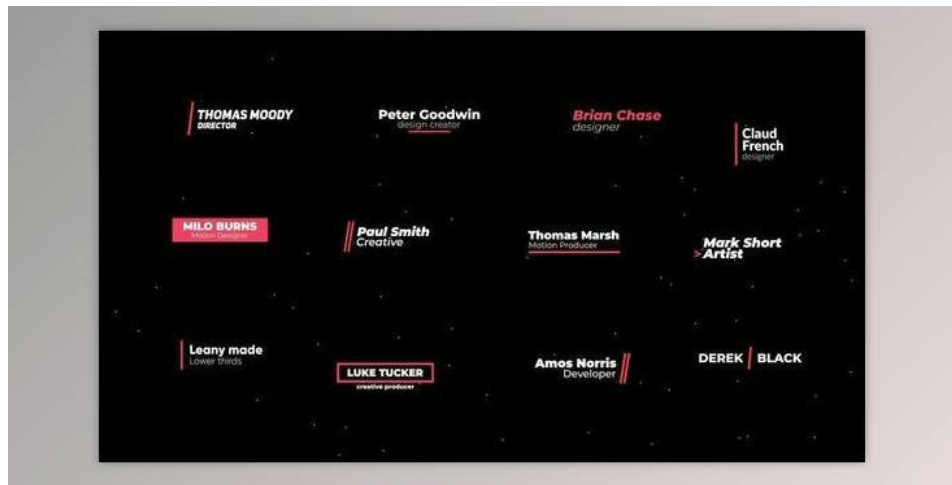 THOMAS MOODY
DIRECTOR
Peter Goodwin
design creator
Brian Chase
designer
Claud
French
designer
MILO BURNS
Motion Designer
Paul Smith
Creative
Thomas Marsh
Motion Producer
Mark Short
>Artist
Leany made
Lower thirds
LUKE TUCKER
creative producer
Amos Norris
Developer
DEREK BLACK